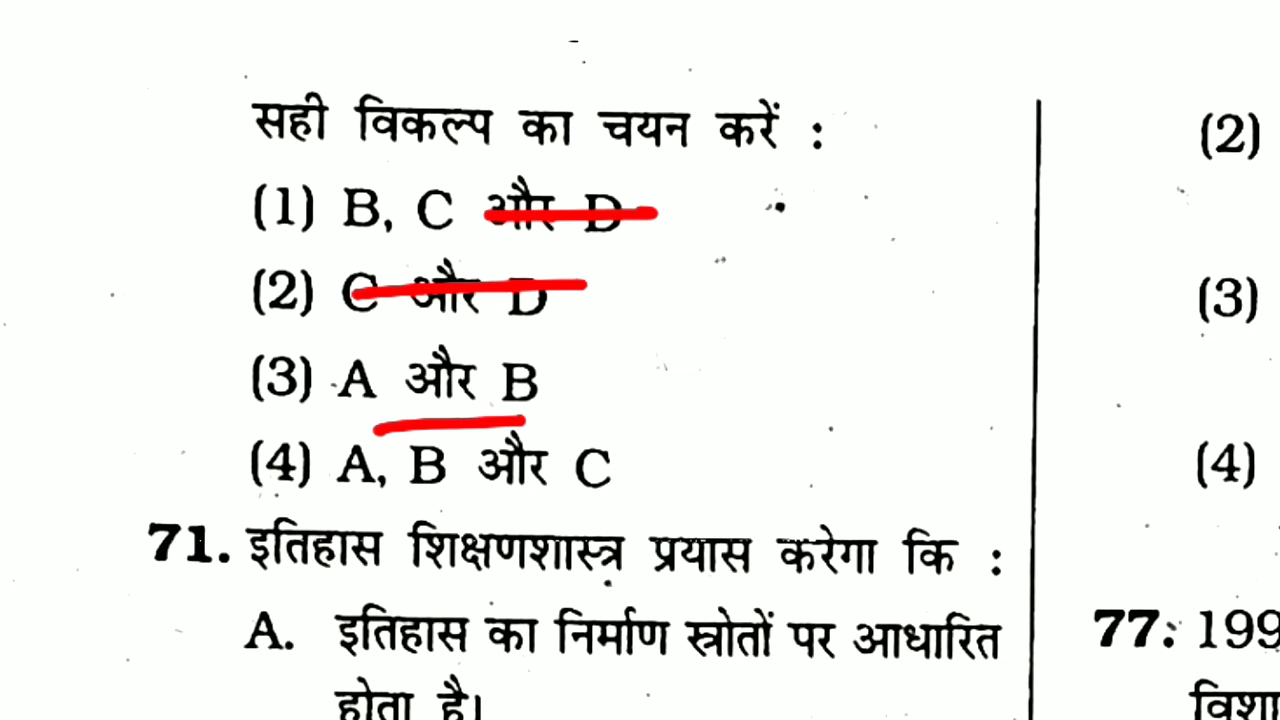 सही विकल्प का चयन करें :
(1) B, C और D
(2) C और D
(3) A और B
(4) A, B और C
71. इतिहास शिक्षणशास्त्र प्रयास करेगा कि :
A. इतिहास का निर्माण स्रोतों पर आधारित
होता है।
(2)
(3)
(4)
77. 199